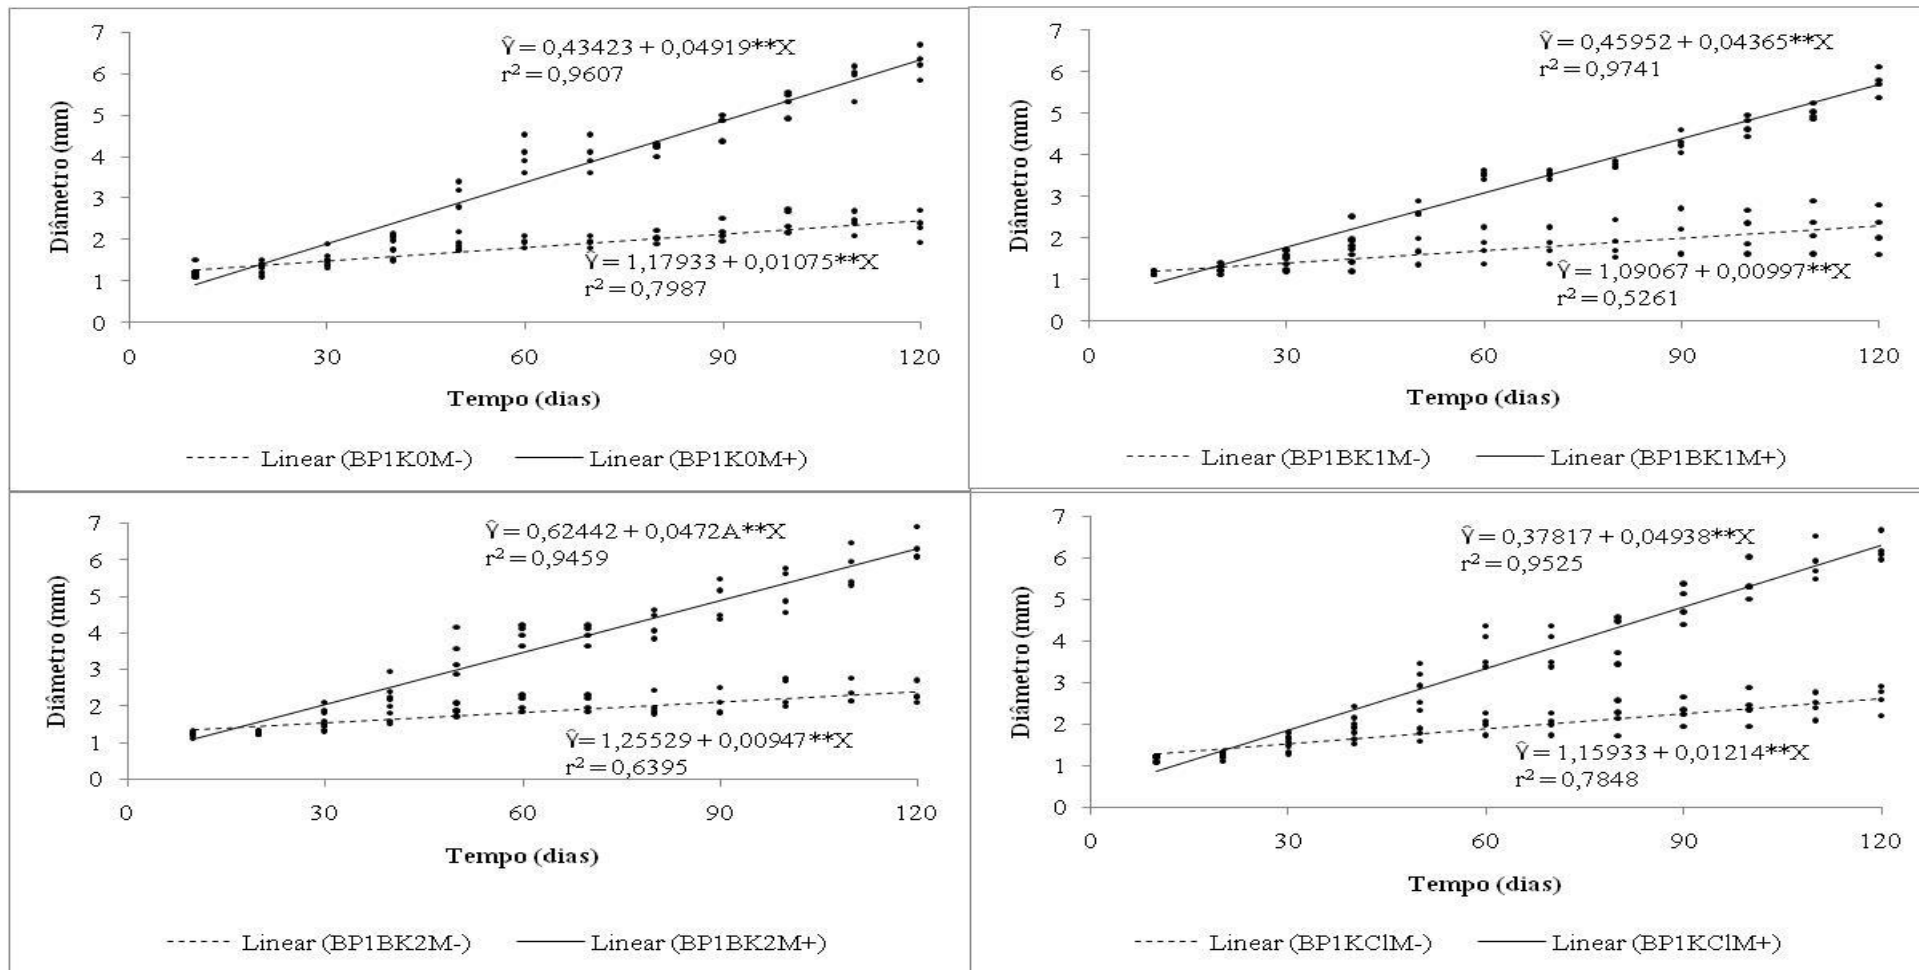 Ŷ = 0,43423 + 0,04919**X
r² = 0,9607
Diâmetro (mm)
7
6
5
4
3
2
1
0
Ŷ = 1,17933 + 0,01075**X
r² = 0,7987
0 30 60 90 120
Tempo (dias)
Linear (BP1K0M-) Linear (BP1K0M+)
Ŷ = 0,45952 + 0,04365**X
r² = 0,9741
Diâmetro (mm)
7
6
5
4
3
2
1
0
Ŷ = 1,09067 + 0,00997**X
r² = 0,5261
0 30 60 90 120
Tempo (dias)
Linear (BP1BK1M-) Linear (BP1BK1M+)
Ŷ = 0,62442 + 0,0472A**X
r² = 0,9459
Diâmetro (mm)
7
6
5
4
3
2
1
0
Ŷ = 1,25529 + 0,00947**X
r² = 0,6395
0 30 60 90 120
Tempo (dias)
Linear (BP1BK2M-) Linear (BP1BK2M+)
Ŷ = 0,37817 + 0,04938**X
r² = 0,9525
Diâmetro (mm)
7
6
5
4
3
2
1
0
Ŷ = 1,15933 + 0,01214**X
r² = 0,7848
0 30 60 90 120
Tempo (dias)
Linear (BP1KClM-) Linear (BP1KClM+)